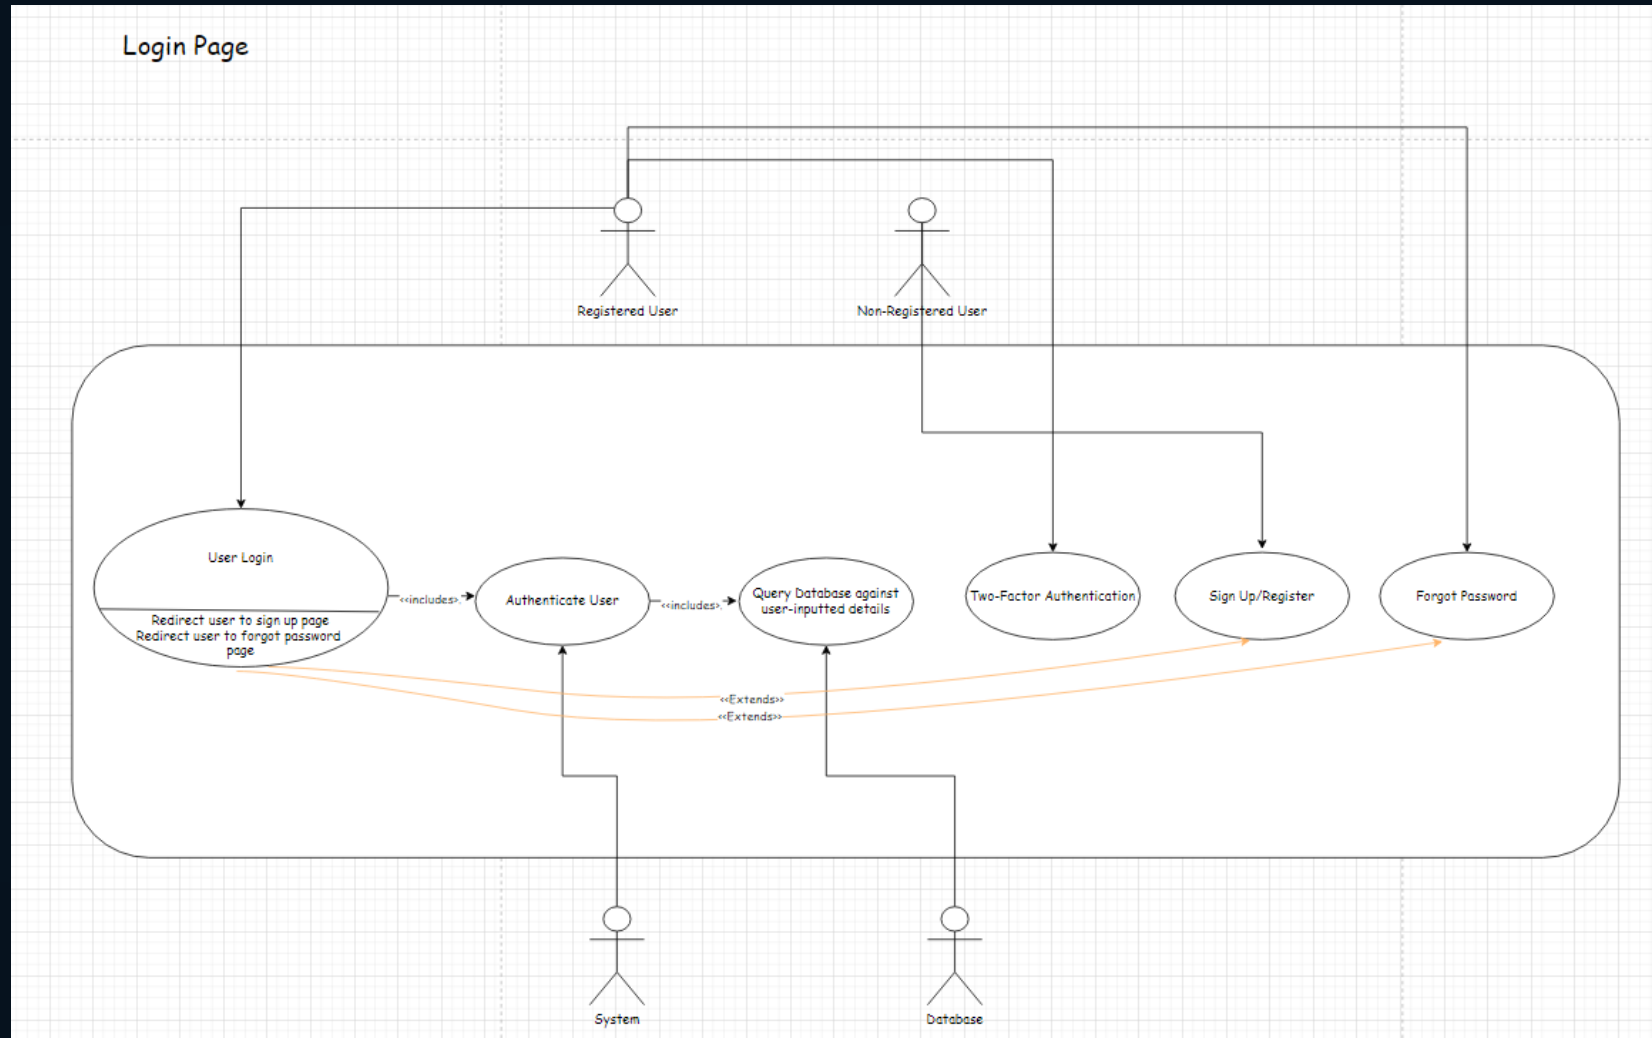 Login Page
Registered User
Non-Registered User
User Login
Redirect user to sign up page
Redirect user to forgot password
page
<<includes>>
Authenticate User
<<includes>>
Query Database against
user-inputted details
Two-Factor Authentication
Sign Up/Register
Forgot Password
<<Extends>>
<<Extends>>
System
Database